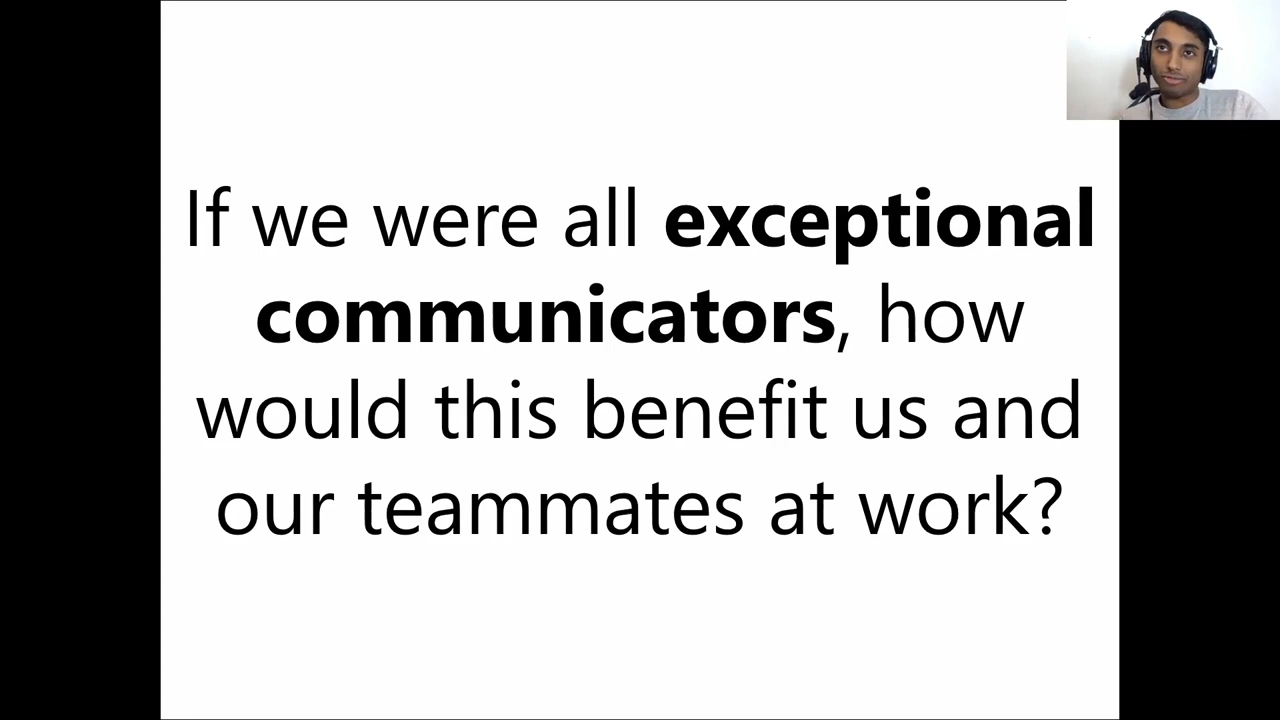 If we were all exceptional
communicators, how
would this benefit us and
our teammates at work?